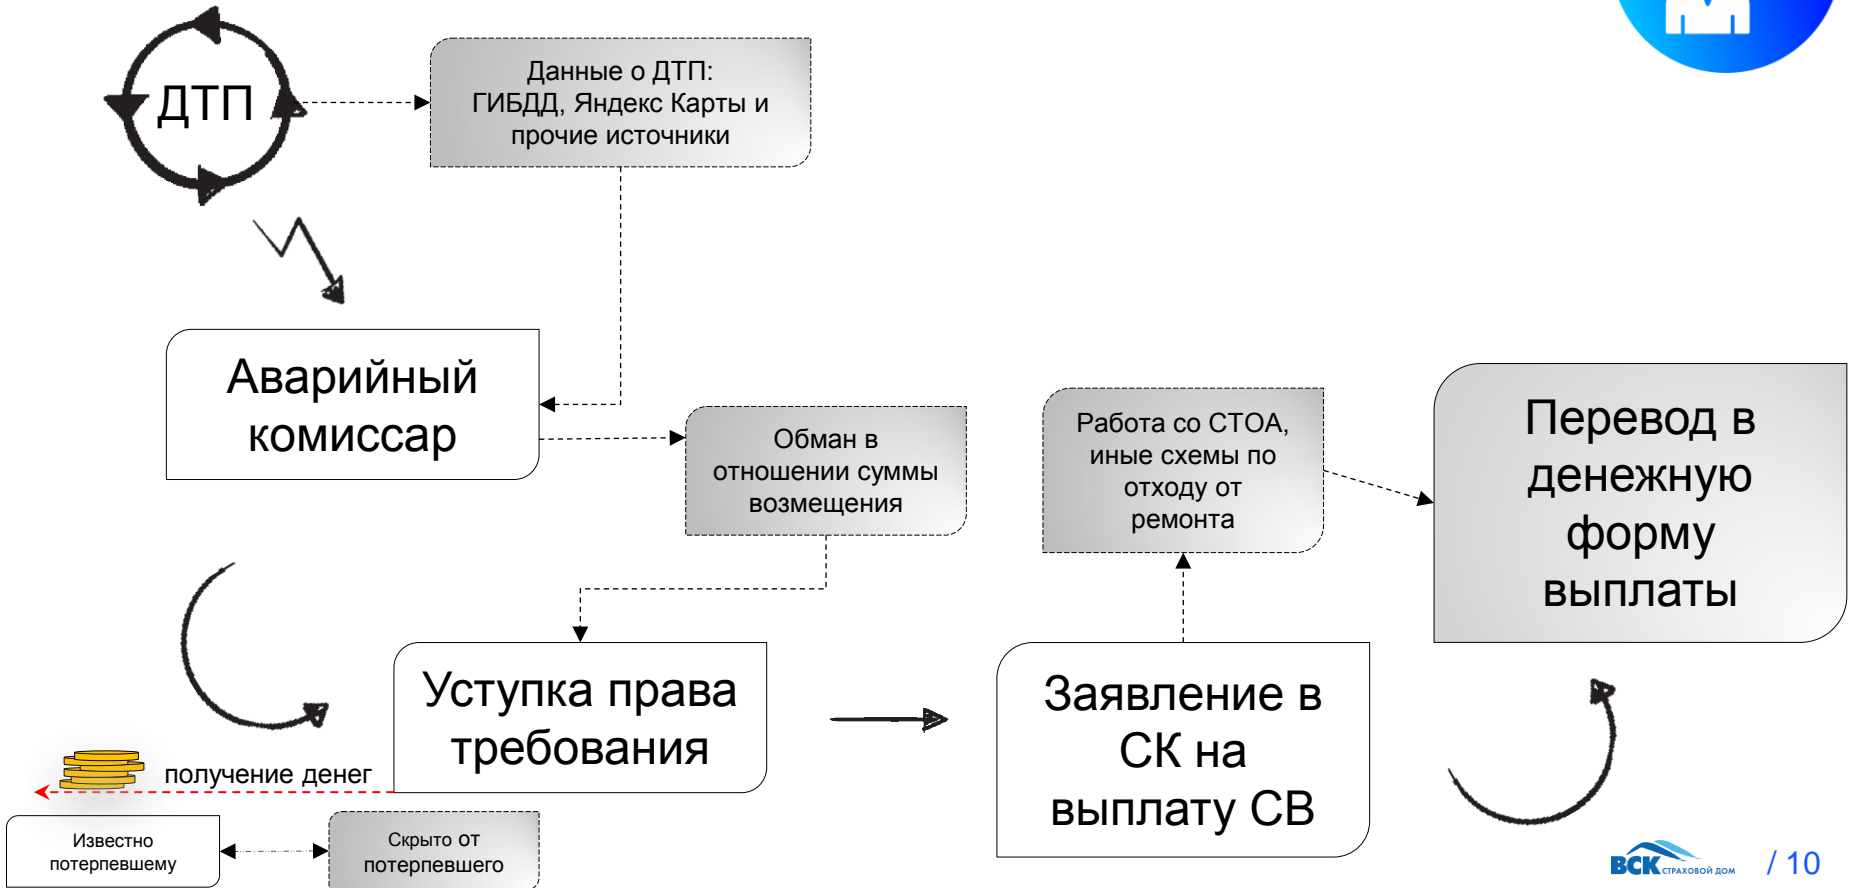 М
ДТП
Данные о ДТП:
ГИБДД, Яндекс Карты и
прочие источники
Аварийный
комиссар
Обман в
отношении суммы
возмещения
Работа со СТОА,
иные схемы по
отходу от
ремонта
Перевод в
денежную
форму
выплаты
Уступка права
требования
Заявление в
СК на
выплату СВ
получение денег
Известно
потерпевшему
Скрыто от
потерпевшего
ВСК СТРАХОВОЙ ДОМ
/ 10